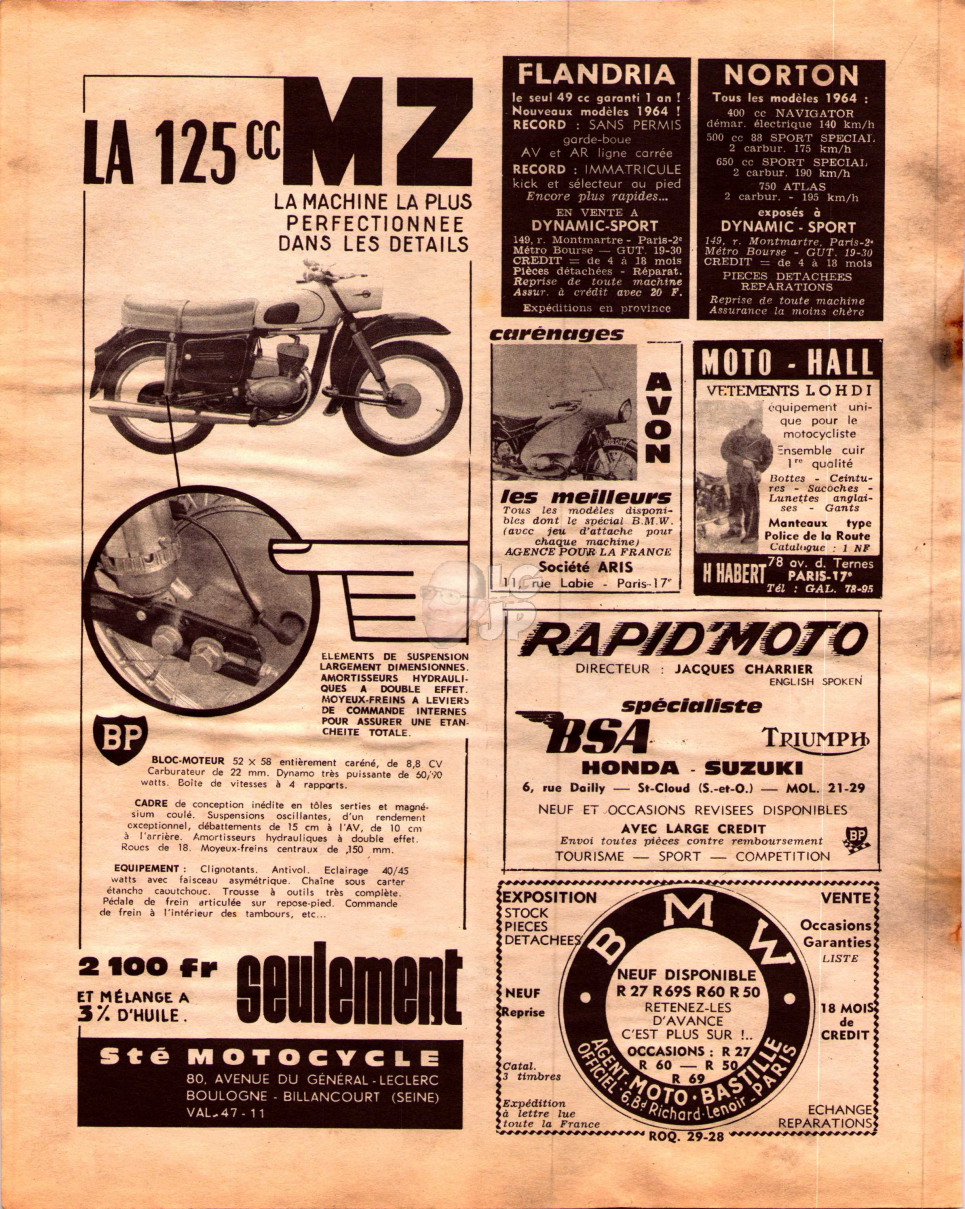 LA 125 cc MZ
LA MACHINE LA PLUS
PERFECTIONNEE
DANS LES DETAILS
ELEMENTS DE SUSPENSION
LARGEMENT DIMENSIONNES.
AMORTISSEURS HYDRAULI-
QUES A DOUBLE EFFET.
MOYEUX-FREINS A LEVIERS
DE COMMANDE INTERNES
POUR ASSURER UNE ETAN-
CHEITE TOTALE.
BP
BLOC-MOTEUR 52 × 58 entièrement caréné, de 8,8 CV
Carburateur de 22 mm. Dynamo très puissante de 60/90
watts. Boîte de vitesses à 4 rapports.
CADRE de conception inédite en tôles serties et magné-
sium coulé. Suspensions oscillantes, d'un rendement
exceptionnel, débattements de 15 cm à l'AV, de 10 cm
à l'arrière. Amortisseurs hydrauliques à double effet.
Roues de 18. Moyeux-freins centraux de 150 mm.
EQUIPEMENT : Clignotants. Antivol. Eclairage 40/45
watts avec faisceau asymétrique. Chaîne sous carter
étanche caoutchouc. Trousse à outils très complète.
Pédale de frein articulée sur repose-pied. Commande
de frein à l'intérieur des tambours, etc...
2 100 fr seulement
ET MÉLANGE A
3 % D'HUILE.
Sté MOTOCYCLE
80, AVENUE DU GÉNÉRAL-LECLERC
BOULOGNE - BILLANCOURT (SEINE)
VAL-47-11
FLANDRIA
le seul 49 cc garanti 1 an !
Nouveaux modèles 1964 !
RECORD : SANS PERMIS
garde-boue
AV et AR ligne carrée
RECORD : IMMATRICULE
kick et sélecteur au pied
Encore plus rapides...
EN VENTE A
DYNAMIC-SPORT
149, r. Montmartre - Paris-2e
Métro Bourse — GUT. 19-30
CREDIT = de 4 à 18 mois
Pièces détachées - Réparat.
Reprise de toute machine
Assur. à crédit avec 20 F.
Expéditions en province
NORTON
Tous les modèles 1964 :
400 cc NAVIGATOR
démar. électrique 140 km/h
500 cc 88 SPORT SPECIAL
2 carbur. 175 km/h
650 cc SPORT SPECIAL
2 carbur. 190 km/h
750 ATLAS
2 carbur. - 195 km/h
exposés à
DYNAMIC - SPORT
149, r. Montmartre, Paris-2e
Métro Bourse - GUT. 19-30
CREDIT = de 4 à 18 mois
PIECES DETACHEES
REPARATIONS
Reprise de toute machine
Assurance la moins chère
carénages
AVON
les meilleurs
Tous les modèles disponi-
bles dont le spécial B.M.W.
(avec jeu d'attache pour
chaque machine)
AGENCE POUR LA FRANCE
Société ARIS
11, rue Labie - Paris-17e
MOTO - HALL
VETEMENTS LOHDI
équipement uni-
que pour le
motocycliste
Ensemble cuir
1re qualité
Bottes - Ceintu-
res - Sacoches -
Lunettes anglai-
ses - Gants
Manteaux type
Police de la Route
Catalogue : 1 NF
H HABERT 78 av. d. Ternes
PARIS-17e
Tél : GAL. 78-95
LG
JP
RAPID'MOTO
DIRECTEUR : JACQUES CHARRIER
ENGLISH SPOKEN
spécialiste
BSA TRIUMPH
HONDA - SUZUKI
6, rue Dailly — St-Cloud (S.-et-O.) — MOL. 21-29
NEUF ET OCCASIONS REVISEES DISPONIBLES
AVEC LARGE CREDIT
Envoi toutes pièces contre remboursement
TOURISME — SPORT — COMPETITION
BP
EXPOSITION
STOCK
PIECES
DETACHEES
NEUF
Reprise
Catal.
3 timbres
Expédition
à lettre lue
toute la France
BMW
NEUF DISPONIBLE
R 27 R 69S R 60 R 50
RETENEZ-LES
D'AVANCE
C'EST PLUS SUR !..
OCCASIONS : R 27
R 60 — R 50
R 69
AGENT MOTO-BASTILLE
OFFICIEL 6, Bd Richard-Lenoir - PARIS
VENTE
Occasions
Garanties
LISTE
18 MOIS
de
CREDIT
ECHANGE
REPARATIONS
ROQ. 29-28